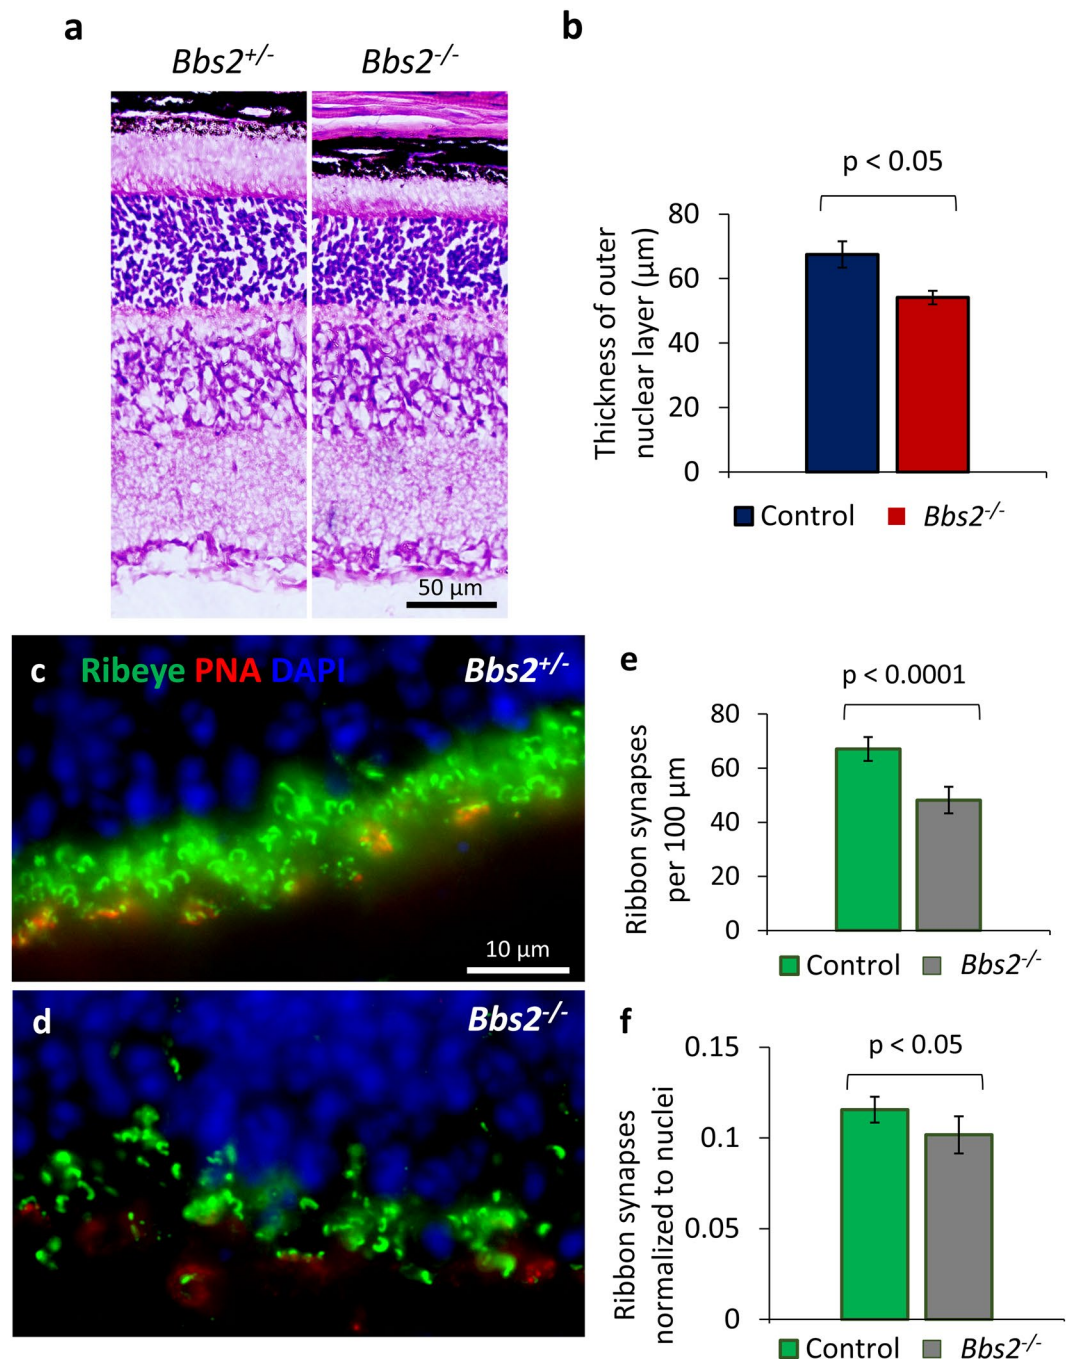 a
Bbs2+/-
Bbs2-/-
50 µm
b
p < 0.05
Thickness of outer
nuclear layer (µm)
80
60
40
20
0
Control
Bbs2-/-
c
Ribeye PNA DAPI
Bbs2+/-
10 µm
d
Bbs2-/-
e
p < 0.0001
Ribbon synapses
per 100 µm
80
60
40
20
0
Control
Bbs2-/-
f
p < 0.05
Ribbon synapses
normalized to nuclei
0.15
0.1
0.05
0
Control
Bbs2-/-